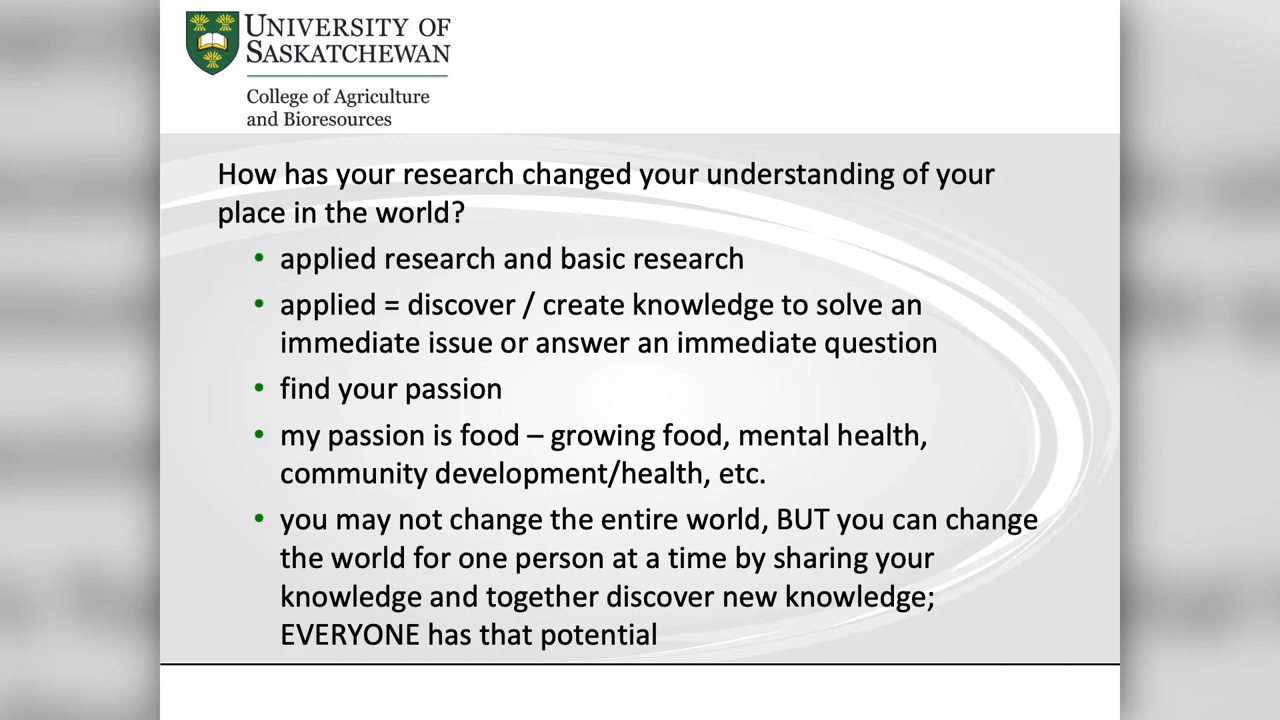 UNIVERSITY OF
SASKATCHEWAN
College of Agriculture
and Bioresources
How has your research changed your understanding of your
place in the world?
• applied research and basic research
• applied = discover / create knowledge to solve an
immediate issue or answer an immediate question
• find your passion
• my passion is food – growing food, mental health,
community development/health, etc.
• you may not change the entire world, BUT you can change
the world for one person at a time by sharing your
knowledge and together discover new knowledge;
EVERYONE has that potential